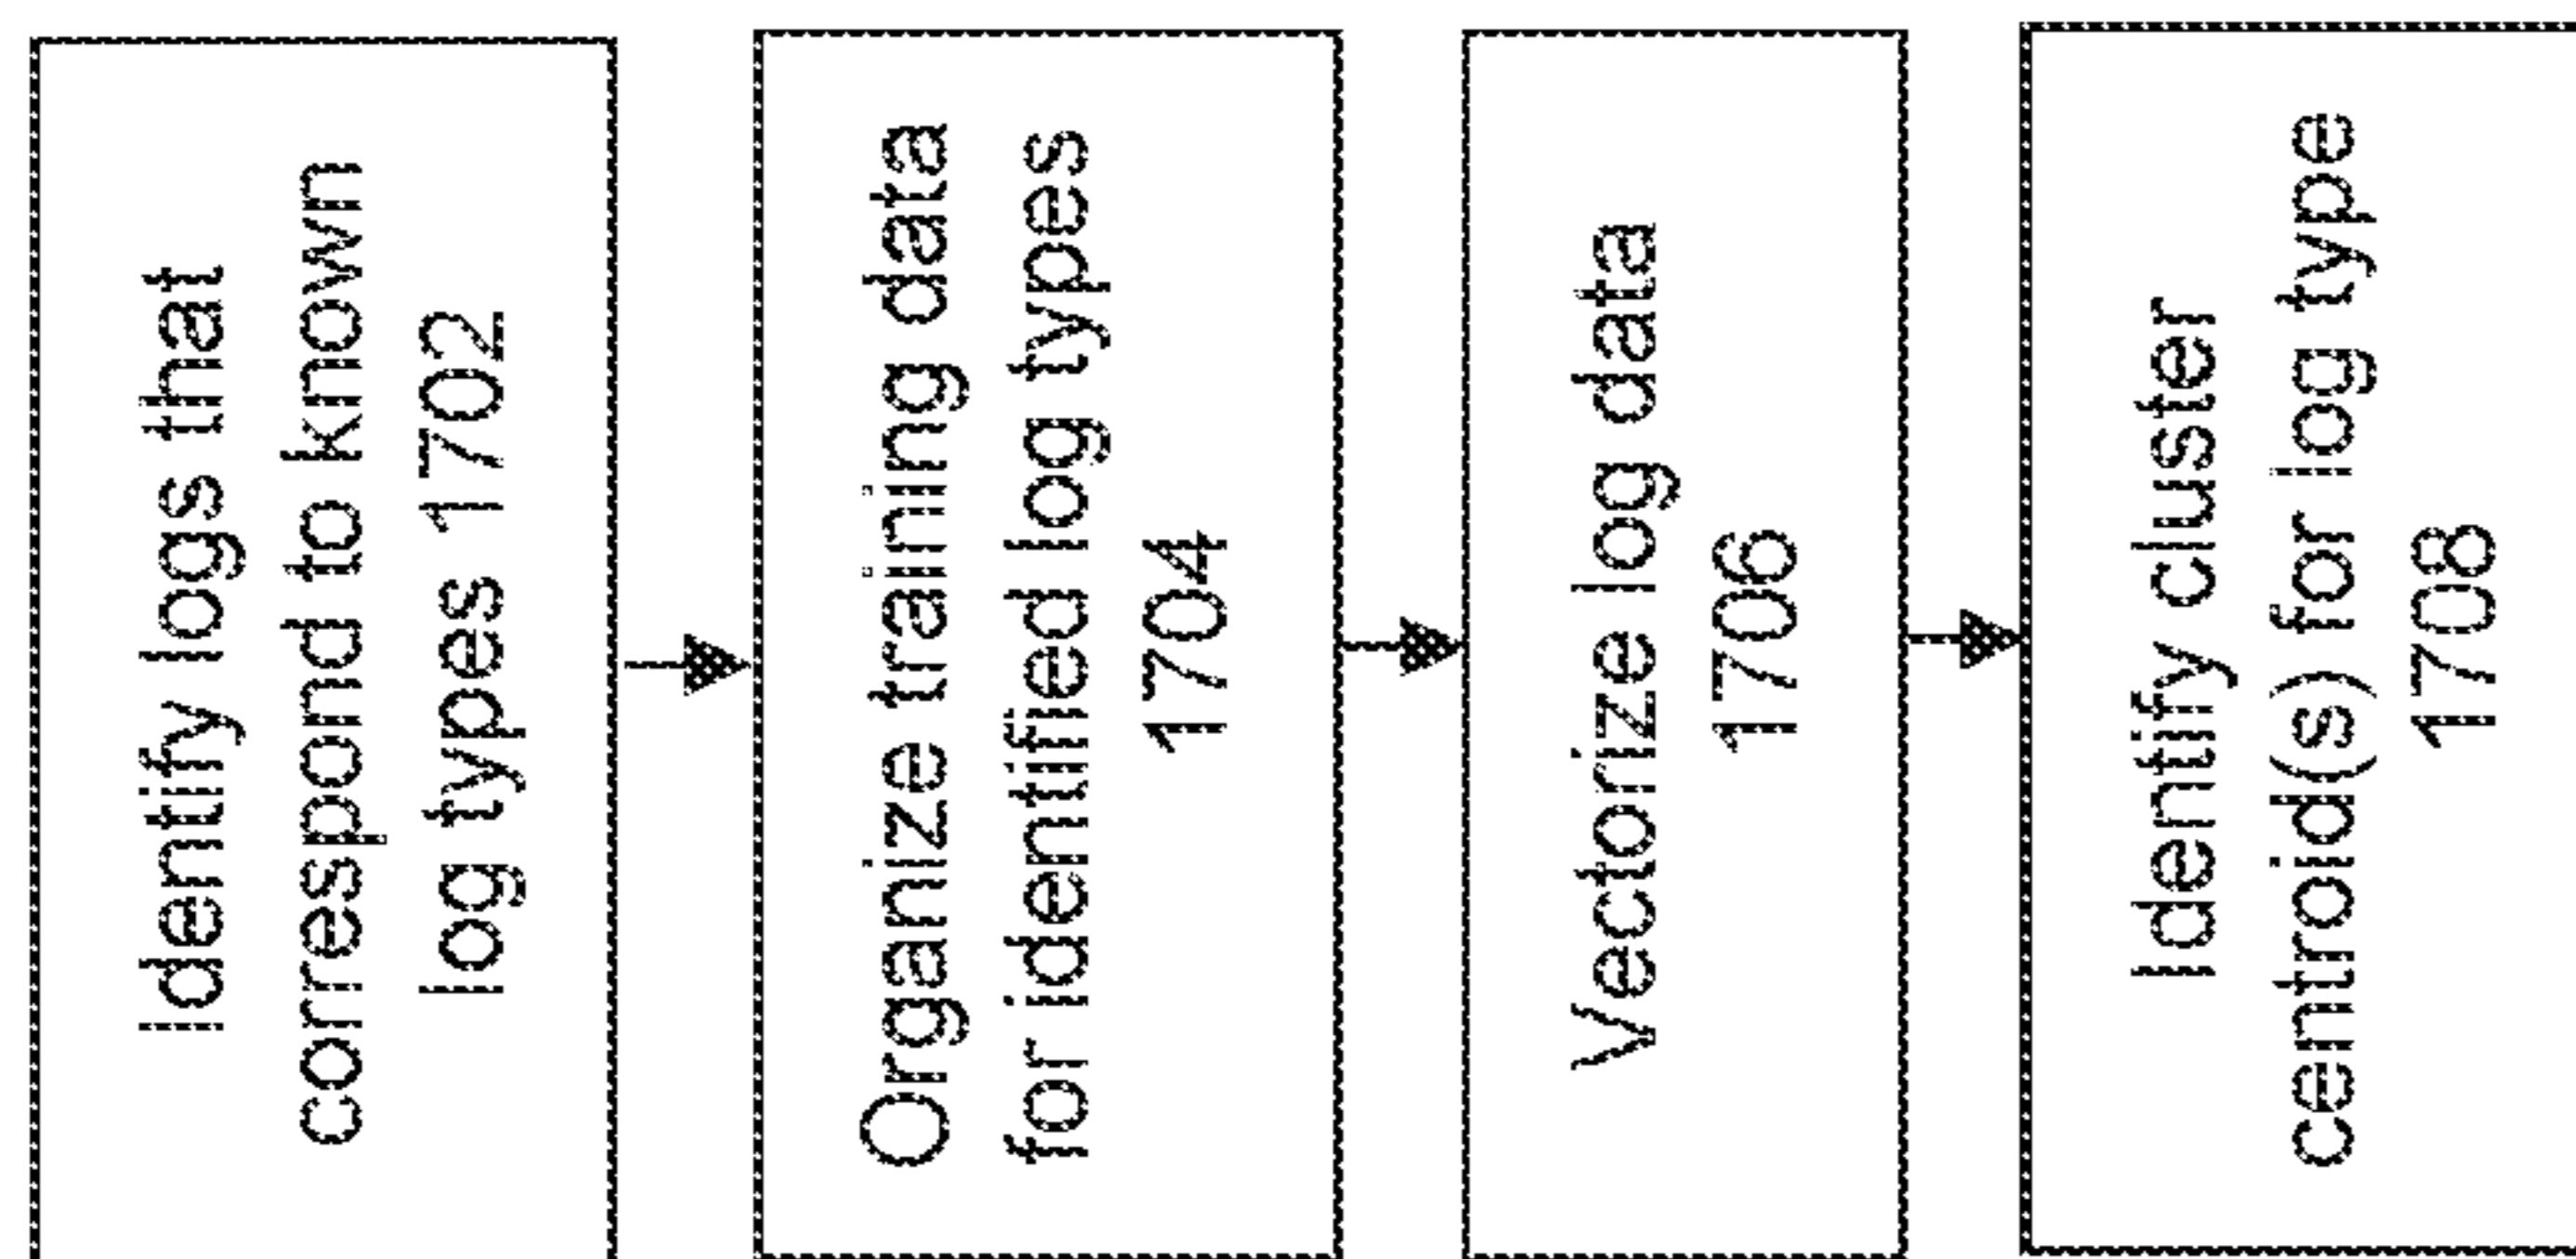 Identify logs that
correspond to known
log types 1702
Organize training data
for identified log types
1704
Vectorize log data
1706
Identify cluster
centroid(s) for log type
1708